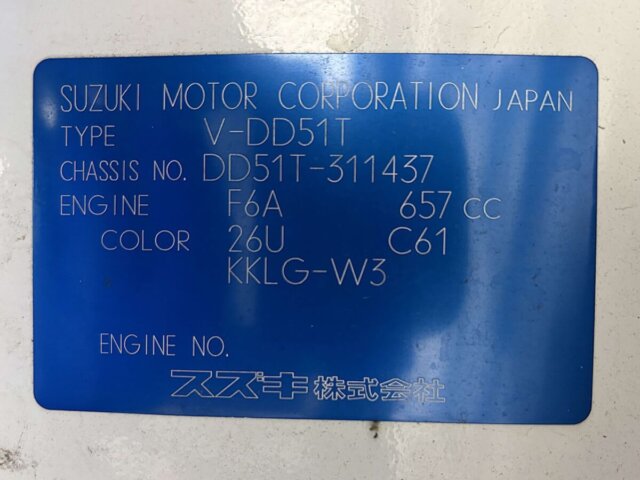 SUZUKI MOTOR CORPORATION JAPAN
TYPE V-DD51T
CHASSIS NO. DD51T-311437
ENGINE F6A 657 CC
COLOR 26U C61
KKLG-W3
ENGINE NO.
スズキ株式会社